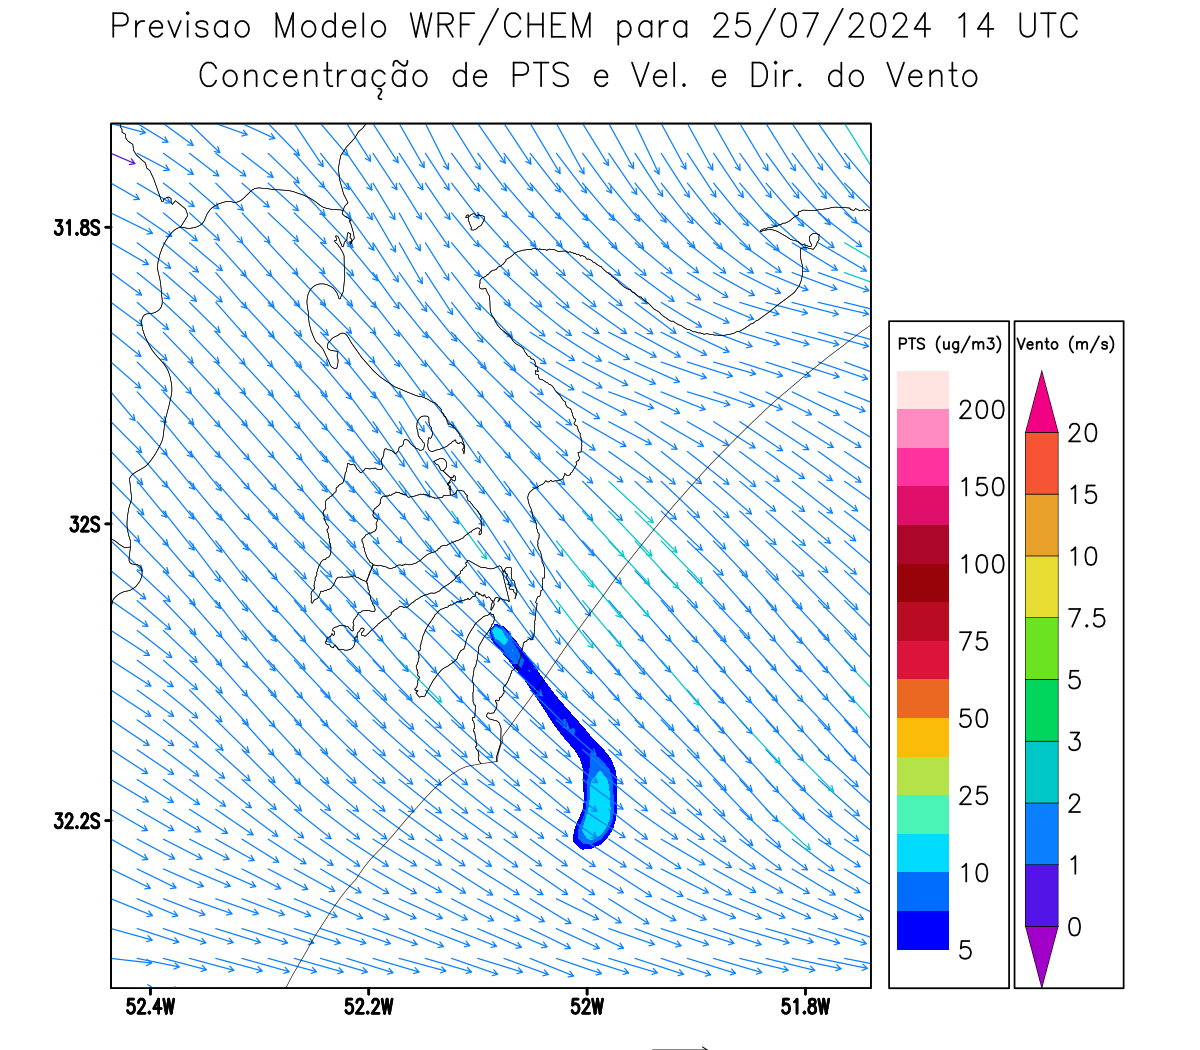 Previsao Modelo WRF/CHEM para 25/07/2024 14 UTC
Concentração de PTS e Vel. e Dir. do Vento
31.8S
32S
32.2S
52.4W
52.2W
52W
51.8W
PTS (ug/m3)
200
150
100
75
50
25
10
5
Vento (m/s)
20
15
10
7.5
5
3
2
1
0